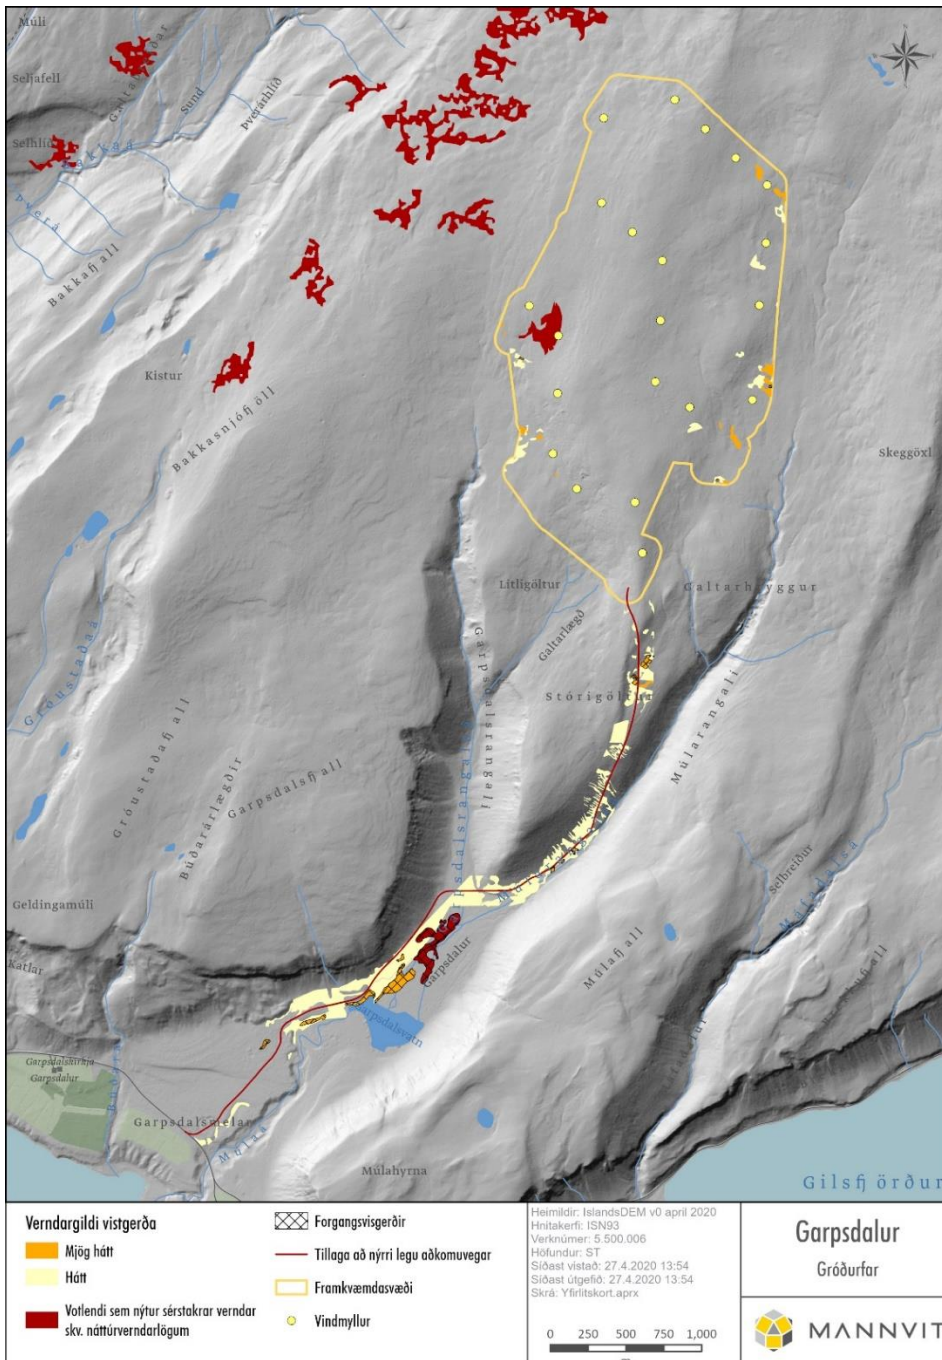 Múli
Seljafell
Selhlíð
Sund
Þverárhlíð
Bakkaá
Þverá
Bakkafjall
Kistur
Bakkasnjófjöll
Skeggöxl
Litligöltur
Galtarhryggur
Galtarlægð
Garpsdalsrangali
Stórigöltur
Múlarangali
Gróustaðaá
Gróustaðafjall
Búðarárlægðir
Garpsdalsfjall
Selbreiður
Geldingamúli
Katlar
Múlafjall
Garpsdalur
Garpsdalsvatn
Garpsdalskirkja
Garpsdalur
Garpsdalsmelar
Múlahyrna
Gilsfjörður
Verndargildi vistgerða
Mjög hátt
Hátt
Votlendi sem nýtur sérstakrar verndar
skv. náttúrverndarlögum
Forgangsvisgerðir
Tillaga að nýrri legu aðkomuvegar
Framkvæmdasvæði
Vindmyllur
Heimildir: IslandsDEM v0 april 2020
Hnitakerfi: ISN93
Verknúmer: 5.500.006
Höfundur: ST
Síðast vistað: 27.4.2020 13:54
Síðast útgefið: 27.4.2020 13:54
Skrá: Yfirlitskort.aprx
0 250 500 750 1,000
Garpsdalur
Gróðurfar
MANNVIT